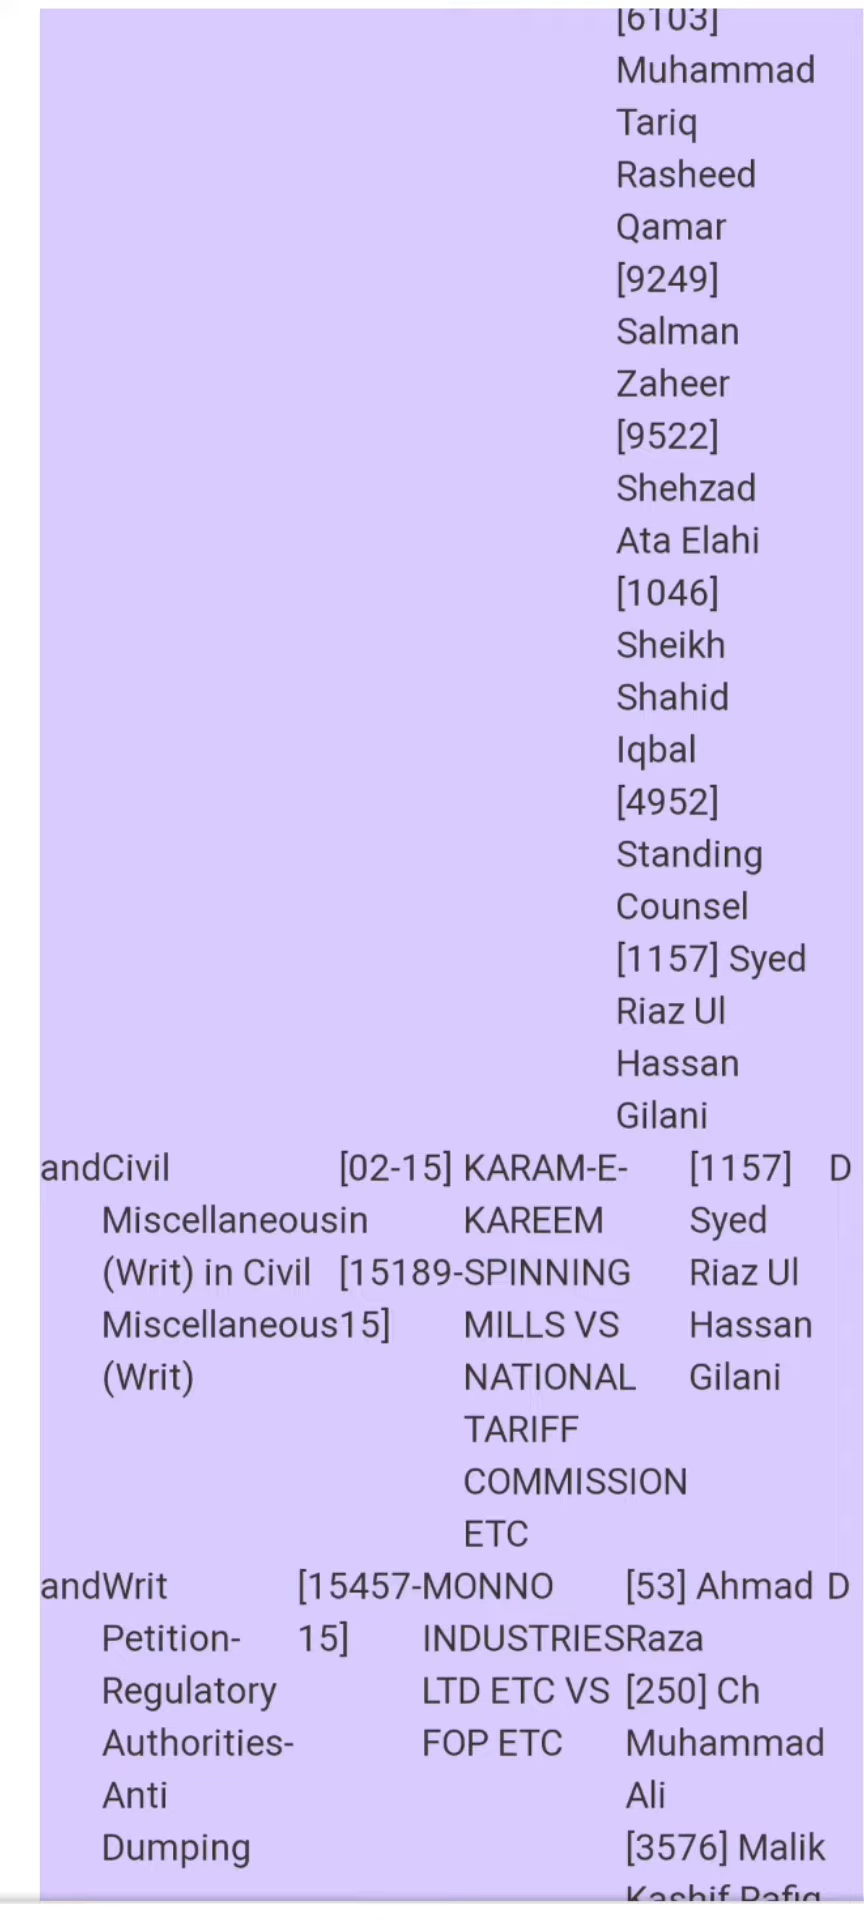 [6103]
Muhammad
Tariq
Rasheed
Qamar
[9249]
Salman
Zaheer
[9522]
Shehzad
Ata Elahi
[1046]
Sheikh
Shahid
Iqbal
[4952]
Standing
Counsel
[1157] Syed
Riaz Ul
Hassan
Gilani
andCivil [02-15] KARAM-E- [1157] D
Miscellaneousin KAREEM Syed
(Writ) in Civil [15189-SPINNING Riaz Ul
Miscellaneous15] MILLS VS Hassan
(Writ) NATIONAL Gilani
TARIFF
COMMISSION
ETC
andWrit [15457-MONNO [53] Ahmad D
Petition- 15] INDUSTRIESRaza
Regulatory LTD ETC VS [250] Ch
Authorities- FOP ETC Muhammad
Anti Ali
Dumping [3576] Malik
Kashif Rafiq